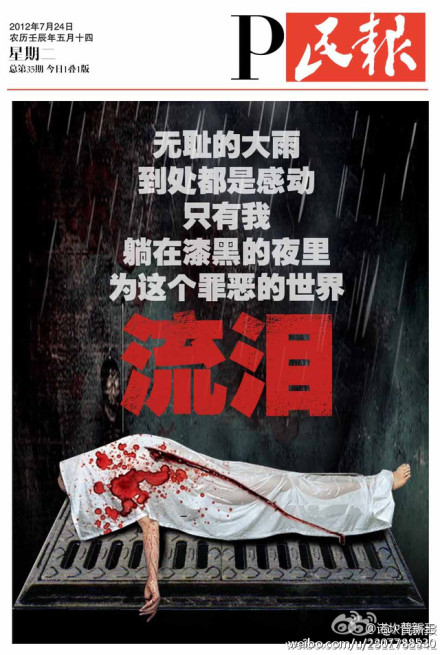 2012年7月24日
农历壬辰年五月十四
星期二
总第35期 今日1叠1版
P民報
无耻的大雨
到处都是感动
只有我
躺在漆黑的夜里
为这个罪恶的世界
流泪
weibo.com/u/2807788530